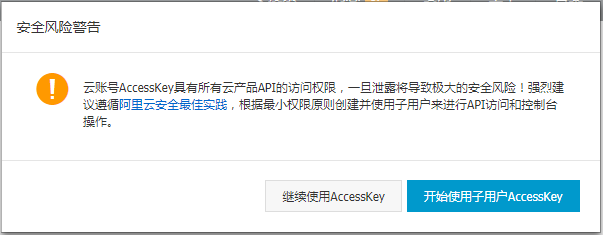 安全风险警告
云账号AccessKey具有所有云产品API的访问权限，一旦泄露将导致极大的安全风险！强烈建
议遵循阿里云安全最佳实践，根据最小权限原则创建并使用子用户来进行API访问和控制台
操作。
继续使用AccessKey
开始使用子用户AccessKey